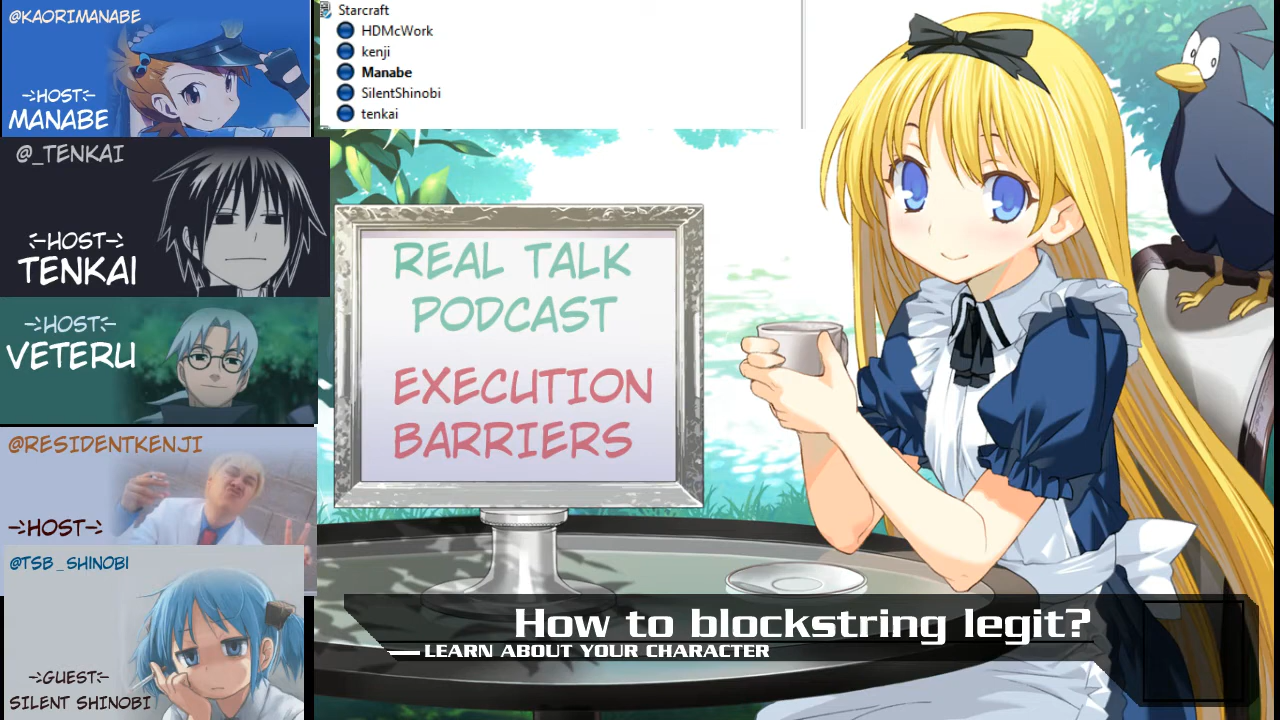 @KAORIMANABE
-HOST-
MANABE
@_TENKAI
-HOST-
TENKAI
-HOST-
VETERU
@RESIDENTKENJI
-HOST-
@TSB_SHINOBI
-GUEST-
SILENT SHINOBI
Starcraft
HDMcWork
kenji
Manabe
SilentShinobi
tenkai
REAL TALK
PODCAST
EXECUTION
BARRIERS
How to blockstring legit?
LEARN ABOUT YOUR CHARACTER